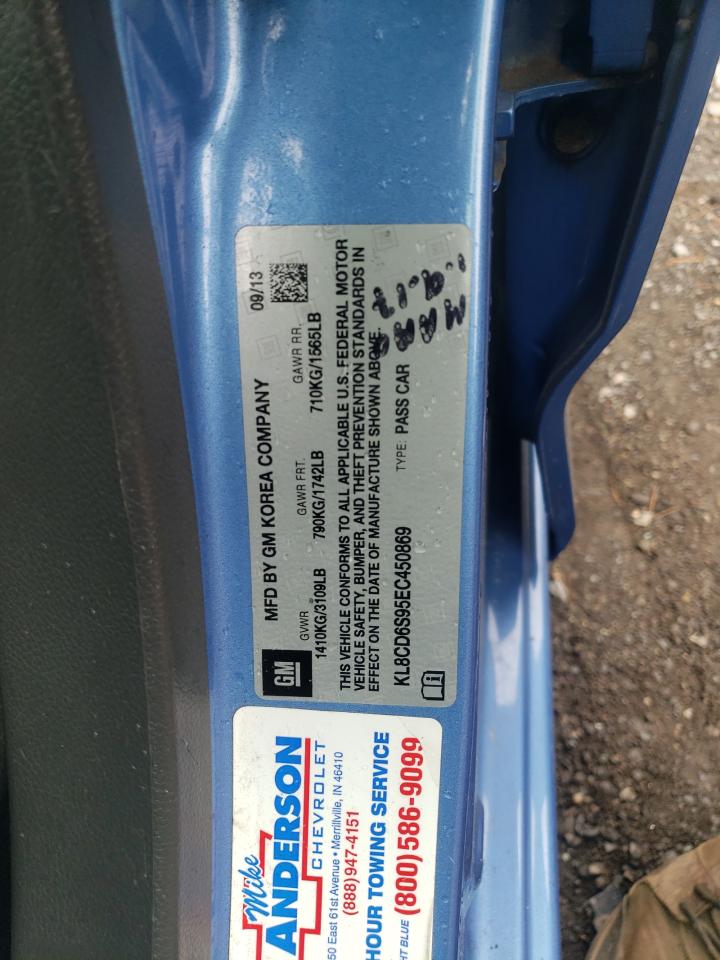 MFD BY GM KOREA COMPANY 09/13
GVWR GAWR FRT. GAWR RR.
1410KG/3109LB 790KG/1742LB 710KG/1565LB
GM
THIS VEHICLE CONFORMS TO ALL APPLICABLE U.S. FEDERAL MOTOR
VEHICLE SAFETY, BUMPER, AND THEFT PREVENTION STANDARDS IN
EFFECT ON THE DATE OF MANUFACTURE SHOWN ABOVE.
KL8CD6S95EC450869 TYPE: PASS CAR
Mike
ANDERSON
CHEVROLET
50 East 61st Avenue • Merrillville, IN 46410
(888) 947-4151
HOUR TOWING SERVICE
(800) 586-9099